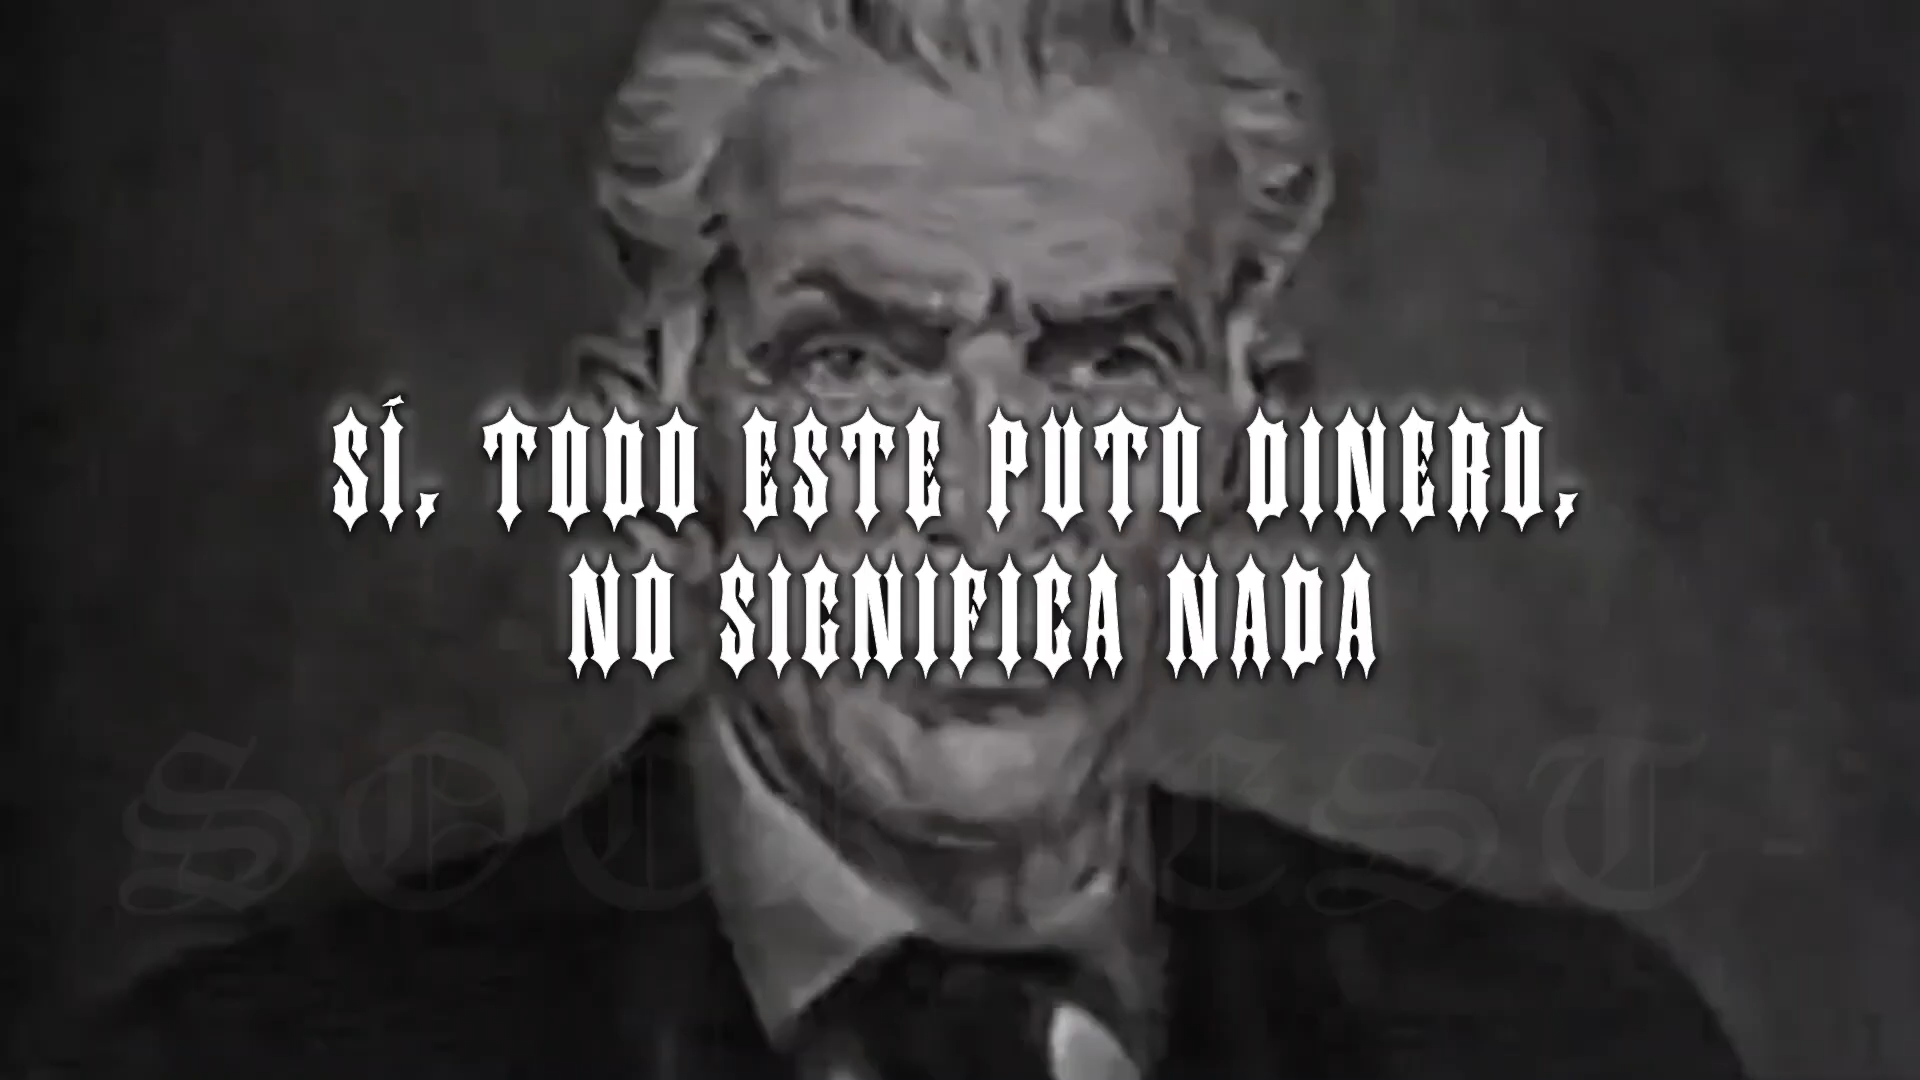 SÍ, TODO ESTE PUTO DINERO,
NO SIGNIFICA NADA